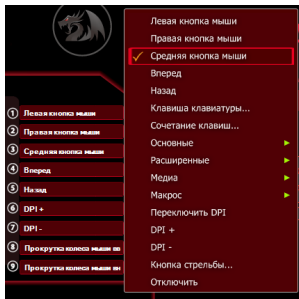 Левая кнопка мыши
Правая кнопка мыши
Средняя кнопка мыши
Вперед
Назад
Клавиша клавиатуры...
Сочетание клавиш...
Основные
Расширенные
Медиа
Макрос
Переключить DPI
DPI +
DPI -
Кнопка стрельбы...
Отключить
1 Левая кнопка мыши
2 Правая кнопка мыши
3 Средняя кнопка мыши
4 Вперед
5 Назад
6 DPI +
7 DPI -
8 Прокрутка колеса мыши вв
9 Прокрутка колеса мыши вн